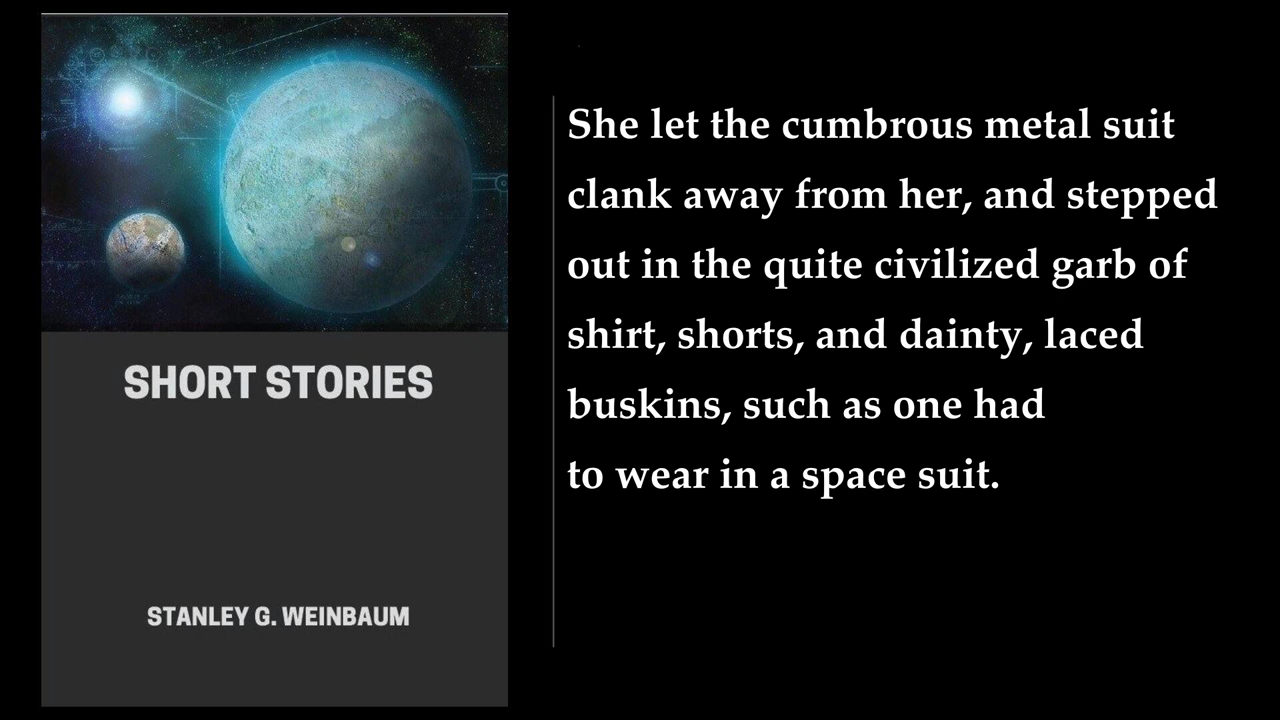 SHORT STORIES
STANLEY G. WEINBAUM
She let the cumbrous metal suit
clank away from her, and stepped
out in the quite civilized garb of
shirt, shorts, and dainty, laced
buskins, such as one had
to wear in a space suit.